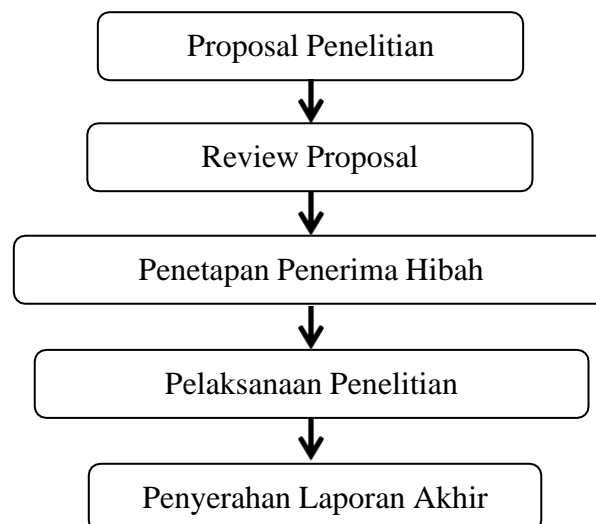 Proposal Penelitian
Review Proposal
Penetapan Penerima Hibah
Pelaksanaan Penelitian
Penyerahan Laporan Akhir